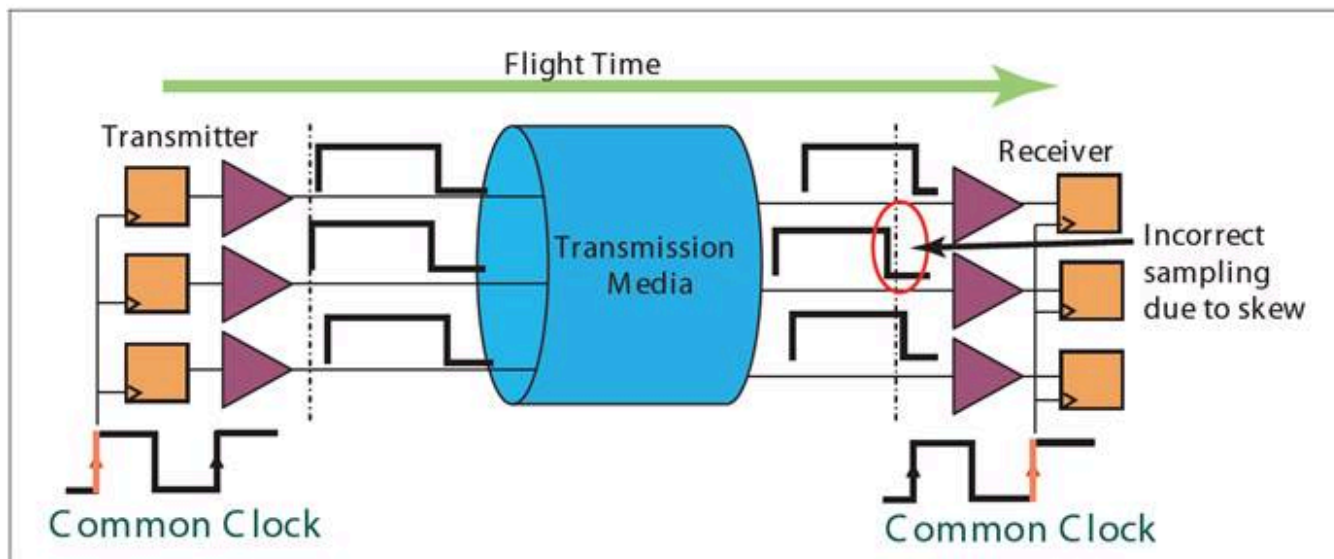 Flight Time
Transmitter
Receiver
Transmission
Media
Incorrect
sampling
due to skew
Common Clock
Common Clock